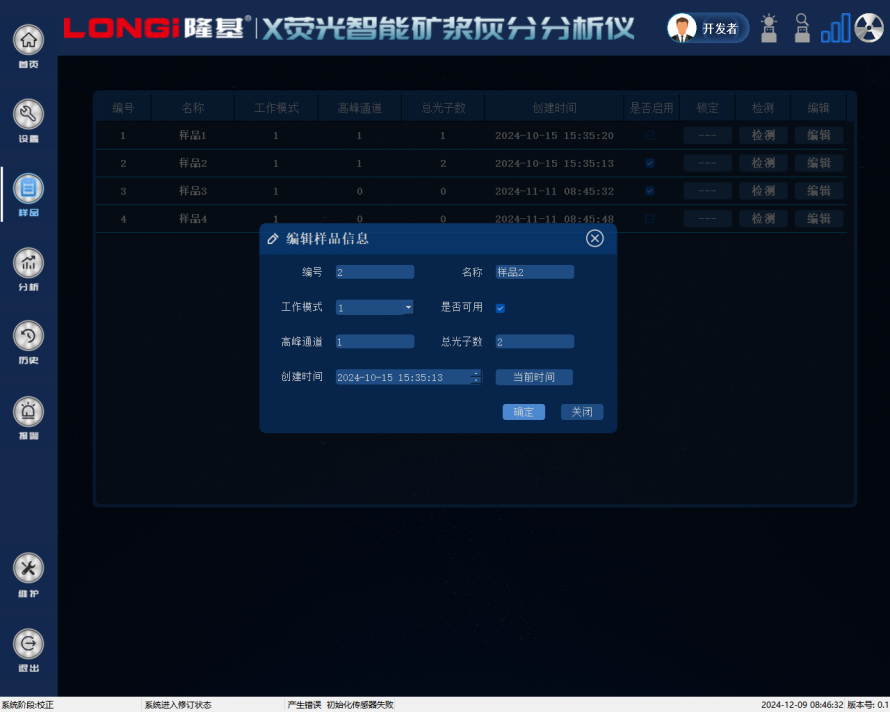 LONGi隆基® | X荧光智能矿浆灰分分析仪
开发者
首页
设置
样品
分析
历史
报警
维护
退出
编号 名称 工作模式 高峰通道 总光子数 创建时间 是否启用 锁定 检测 编辑
1 样品1 1 1 1 2024-10-15 15:35:20 --- 检测 编辑
2 样品2 1 1 2 2024-10-15 15:35:13 --- 检测 编辑
3 样品3 1 0 0 2024-11-11 08:45:32 --- 检测 编辑
4 样品4 1 0 0 2024-11-11 08:45:48 --- 检测 编辑
编辑样品信息
编号 2 名称 样品2
工作模式 1 是否可用
高峰通道 1 总光子数 2
创建时间 2024-10-15 15:35:13 当前时间
确定 关闭
系统阶段:校正 系统进入修订状态 产生错误 初始化传感器失败 2024-12-09 08:46:32 版本号: 0.1